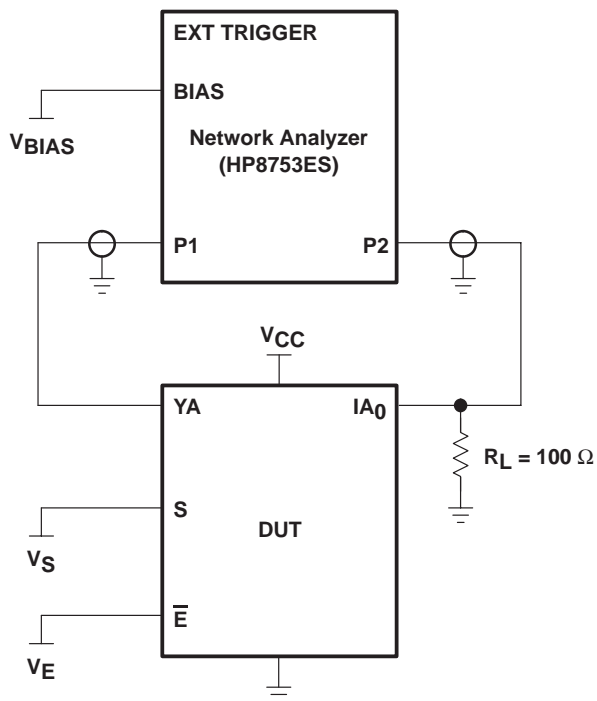 EXT TRIGGER
BIAS
VBIAS
Network Analyzer
(HP8753ES)
P1
P2
VCC
YA
IA0
RL = 100 Ω
S
DUT
VS
E̅
VE